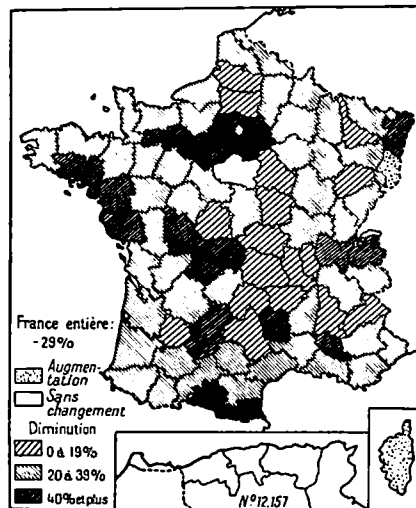 France entière:
-29%
Augmen-
tation
Sans
changement
Diminution
0 à 19%
20 à 39%
40% et plus
N°12.157